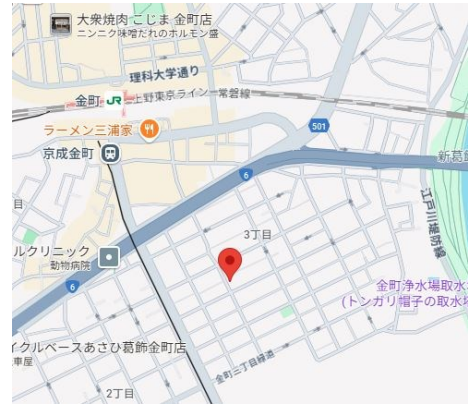 大衆焼肉 こじま 金町店
ニンニク味噌だれのホルモン盛
理科大学通り
金町 JR
上野東京ライン－常磐線
ラーメン三浦家
501
京成金町
新葛
6
江戸川堤防線
目
3丁目
ルクリニック
動物病院
6
金町浄水場取水
(トンガリ帽子の取水塔
イクルベースあさひ葛飾金町店
車屋
金町三丁目緑道
2丁目